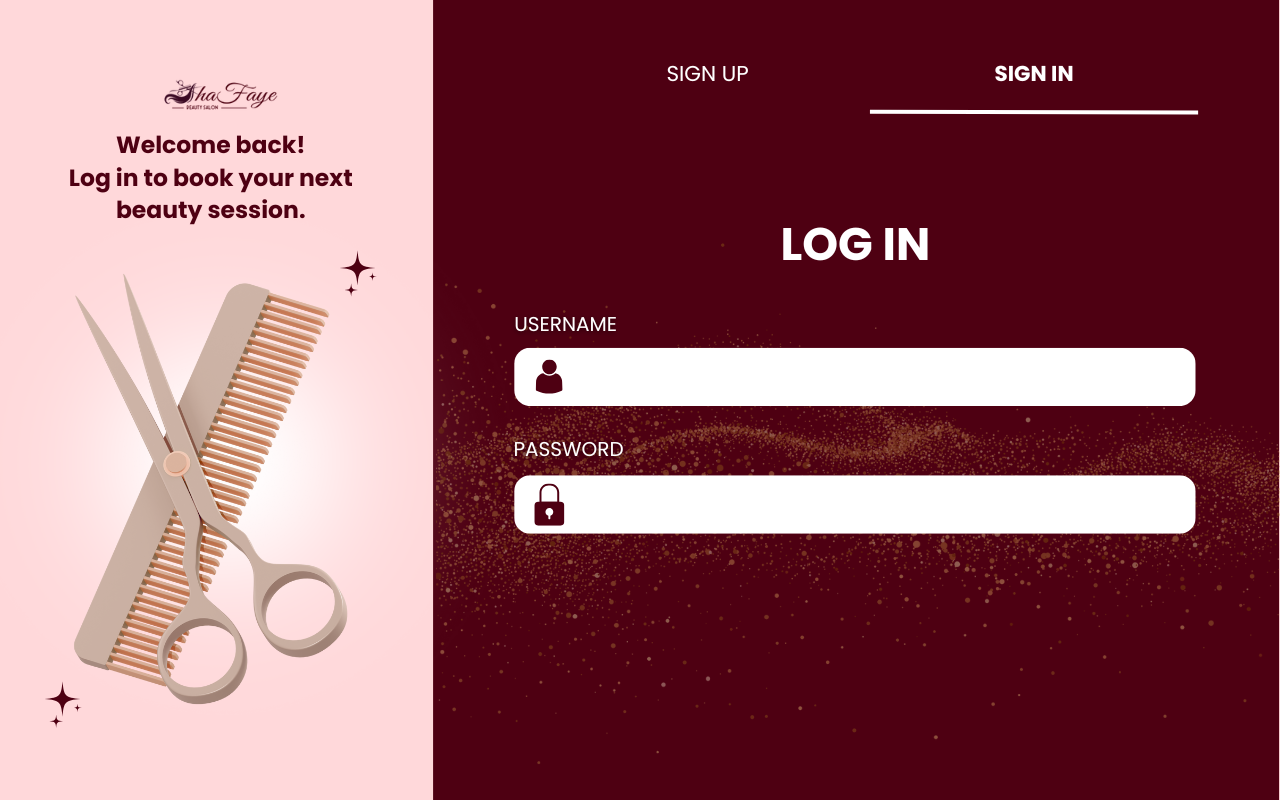 ShaFaye
BEAUTY SALON
Welcome back!
Log in to book your next
beauty session.
SIGN UP
SIGN IN
LOG IN
USERNAME
PASSWORD